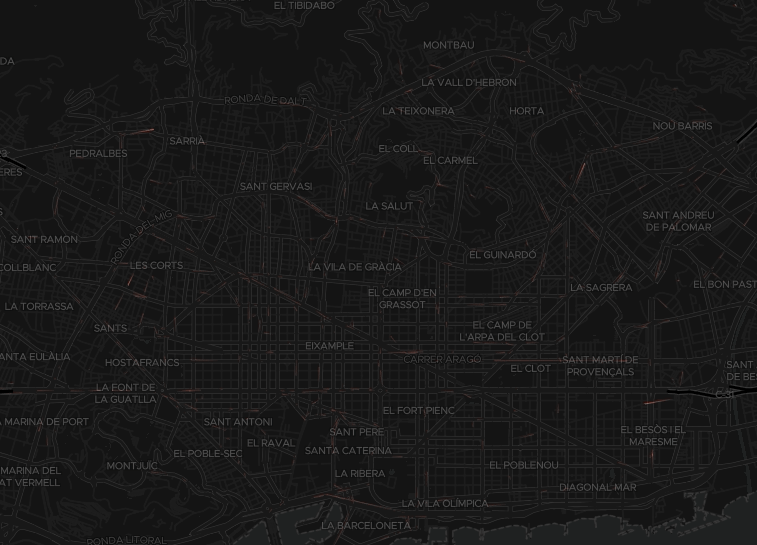 EL TIBIDABO
MONTBAU
LA VALL D'HEBRON
RONDA DE DALT
LA TEIXONERA
HORTA
NOU BARRIS
SARRIÀ
EL COLL
PEDRALBES
EL CARMEL
SANT GERVASI
LA SALUT
SANT ANDREU
DE PALOMAR
RONDA DEL MIG
SANT RAMON
EL GUINARDÓ
COLLBLANC
LES CORTS
LA VILA DE GRÀCIA
LA SAGRERA
EL BON PAST
EL CAMP D'EN
GRASSOT
LA TORRASSA
SANTS
EL CAMP DE
L'ARPA DEL CLOT
EIXAMPLE
ANTA EULÀLIA
HOSTAFRANCS
CARRER ARAGÓ
SANT MARTÍ DE
PROVENÇALS
EL CLOT
SANT
DE BE
LA FONT DE
LA GUATLLA
EL FORT PIENC
A MARINA DE PORT
SANT ANTONI
SANT PERE
EL BESÒS I EL
MARESME
EL RAVAL
SANTA CATERINA
EL POBLE-SEC
MONTJUÏC
MARINA DEL
AT VERMELL
LA RIBERA
EL POBLENOU
DIAGONAL MAR
LA VILA OLÍMPICA
LA BARCELONETA
RONDA LITORAL